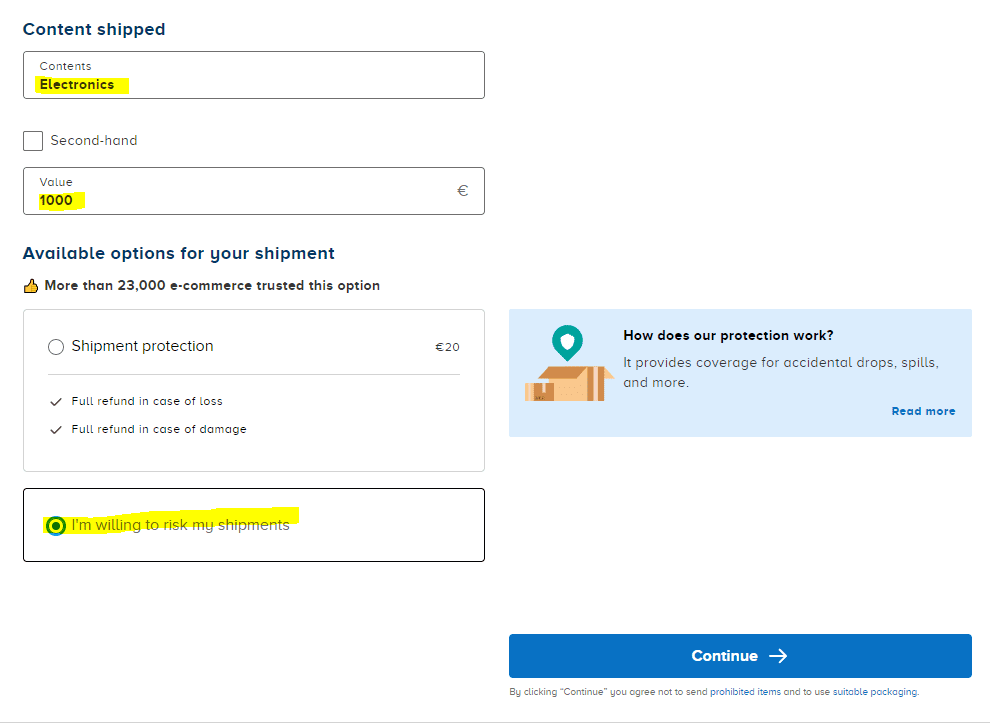 Content shipped
Contents
Electronics
Second-hand
Value
1000
€
Available options for your shipment
More than 23,000 e-commerce trusted this option
Shipment protection
€20
Full refund in case of loss
Full refund in case of damage
I'm willing to risk my shipments
How does our protection work?
It provides coverage for accidental drops, spills,
and more.
Read more
Continue
By clicking “Continue” you agree not to send prohibited items and to use suitable packaging.